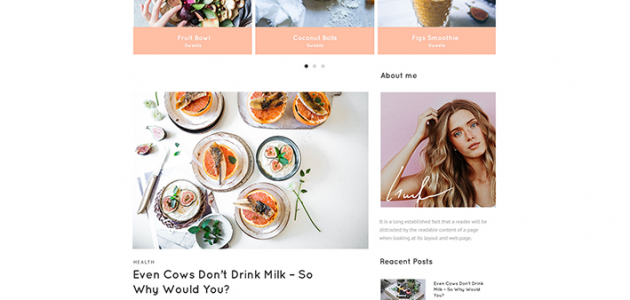 Fruit Bowl
Sweets
Coconut Balls
Sweets
Figs Smoothie
Sweets
About me
It is a long established fact that a reader will be
distracted by the readable content of a page
when looking at its layout and web page.
HEALTH
Even Cows Don't Drink Milk – So
Why Would You?
Reacent Posts
Even Cows Don't Drink
Milk – So Why Would
You?